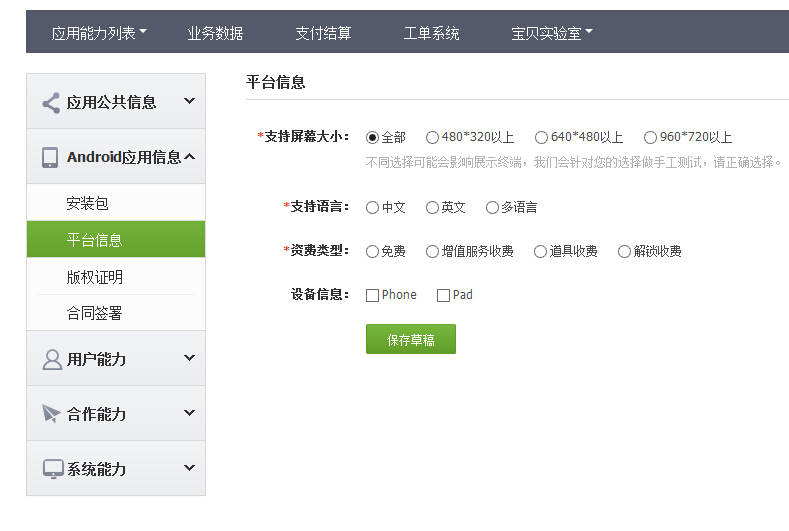 应用能力列表 业务数据 支付结算 工单系统 宝贝实验室
应用公共信息
Android应用信息
安装包
平台信息
版权证明
合同签署
用户能力
合作能力
系统能力
平台信息
*支持屏幕大小： 全部 480*320以上 640*480以上 960*720以上
不同选择可能会影响展示终端，我们会针对您的选择做手工测试，请正确选择。
*支持语言： 中文 英文 多语言
*资费类型： 免费 增值服务收费 道具收费 解锁收费
设备信息： Phone Pad
保存草稿